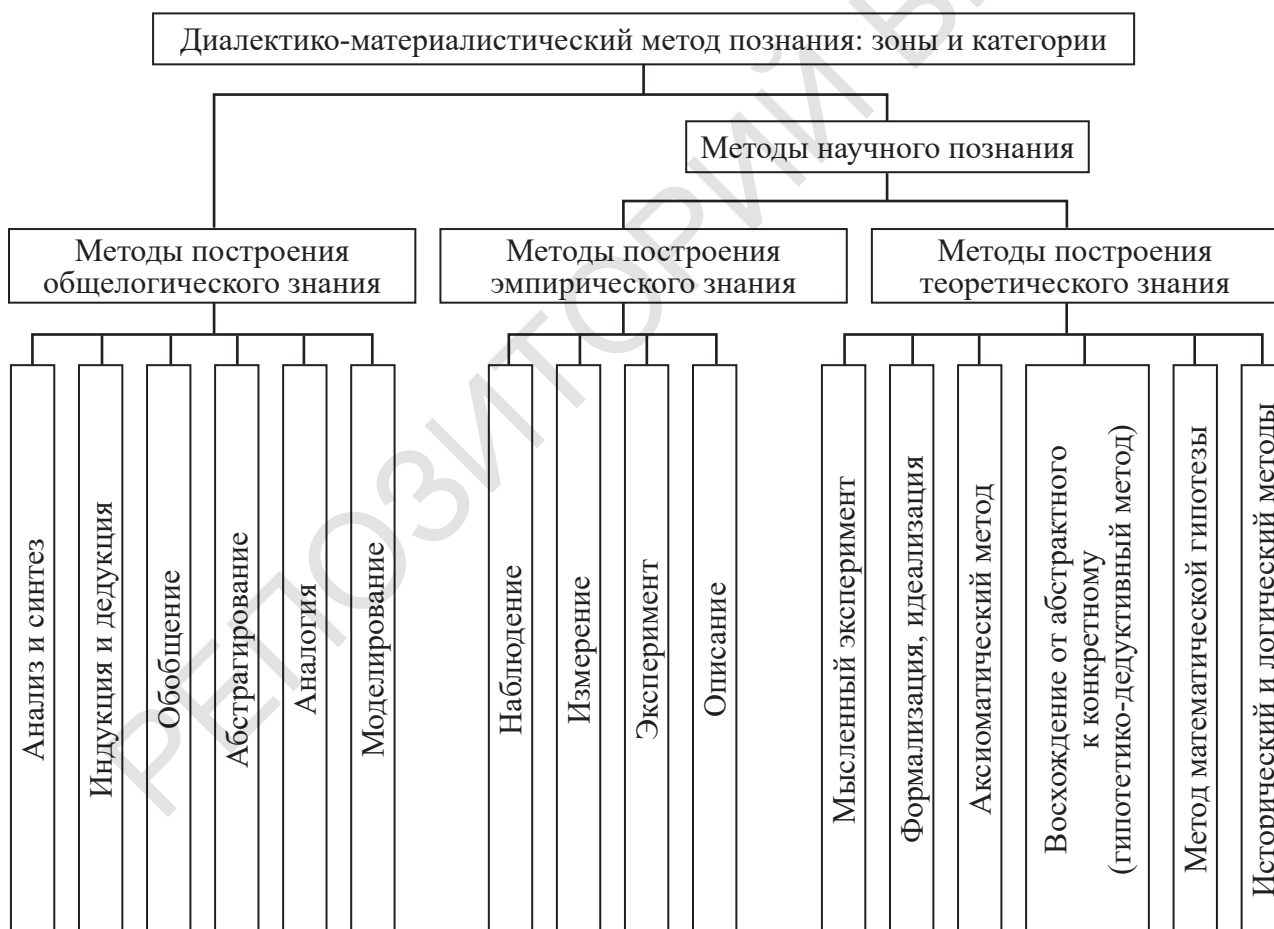 Диалектико-материалистический метод познания: зоны и категории
Методы научного познания
Методы построения
общелогического знания
Методы построения
эмпирического знания
Методы построения
теоретического знания
Анализ и синтез
Индукция и дедукция
Обобщение
Абстрагирование
Аналогия
Моделирование
Наблюдение
Измерение
Эксперимент
Описание
Мысленный эксперимент
Формализация, идеализация
Аксиоматический метод
Восхождение от абстрактного
к конкретному
(гипотетико-дедуктивный метод)
Метод математической гипотезы
Исторический и логический методы
РЕПОЗИТОРИЙ